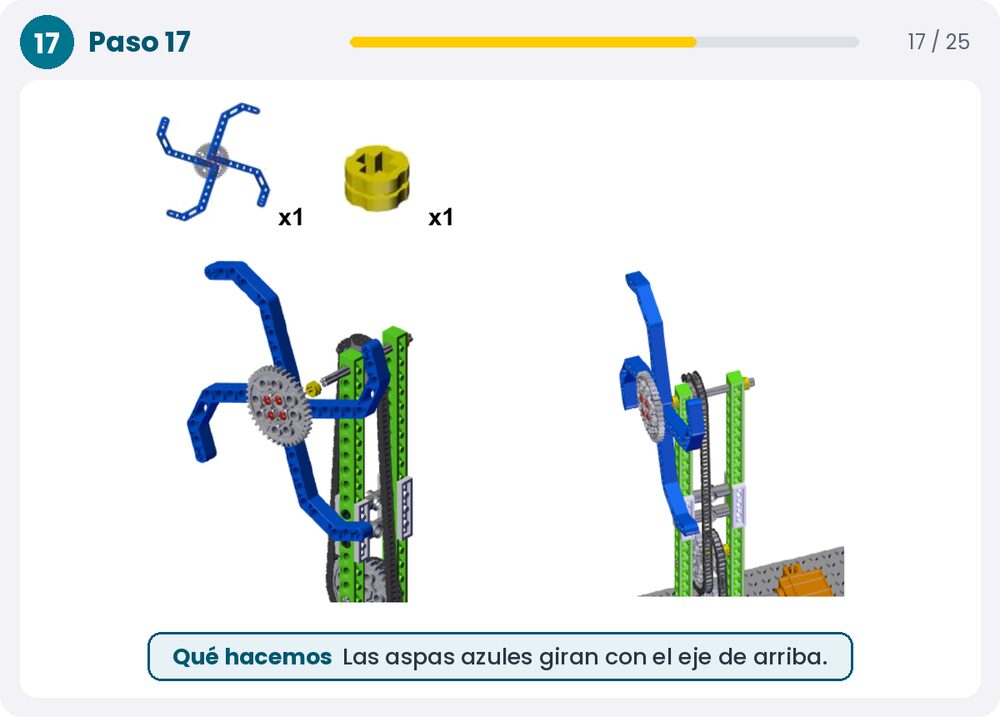 17 Paso 17 17 / 25
x1 x1
Qué hacemos Las aspas azules giran con el eje de arriba.